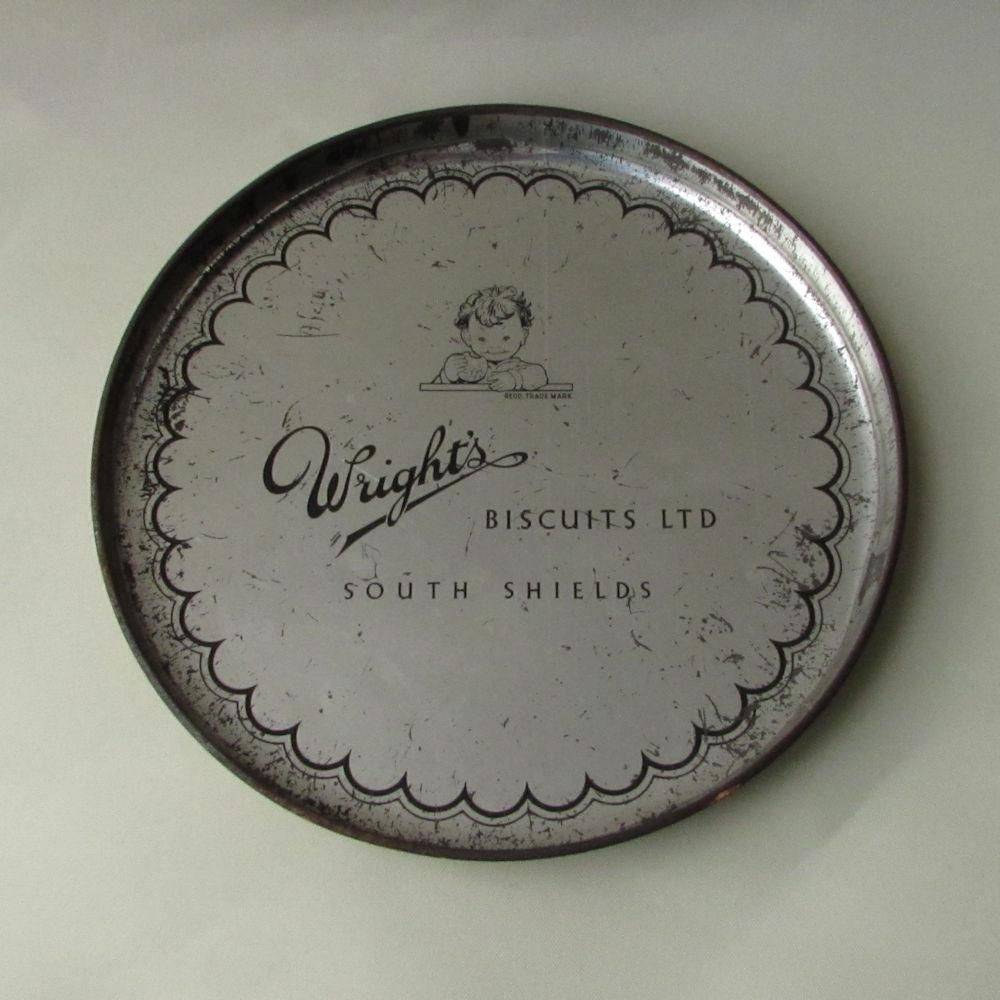 REGD. TRADE MARK
Wright's
BISCUITS LTD
SOUTH SHIELDS